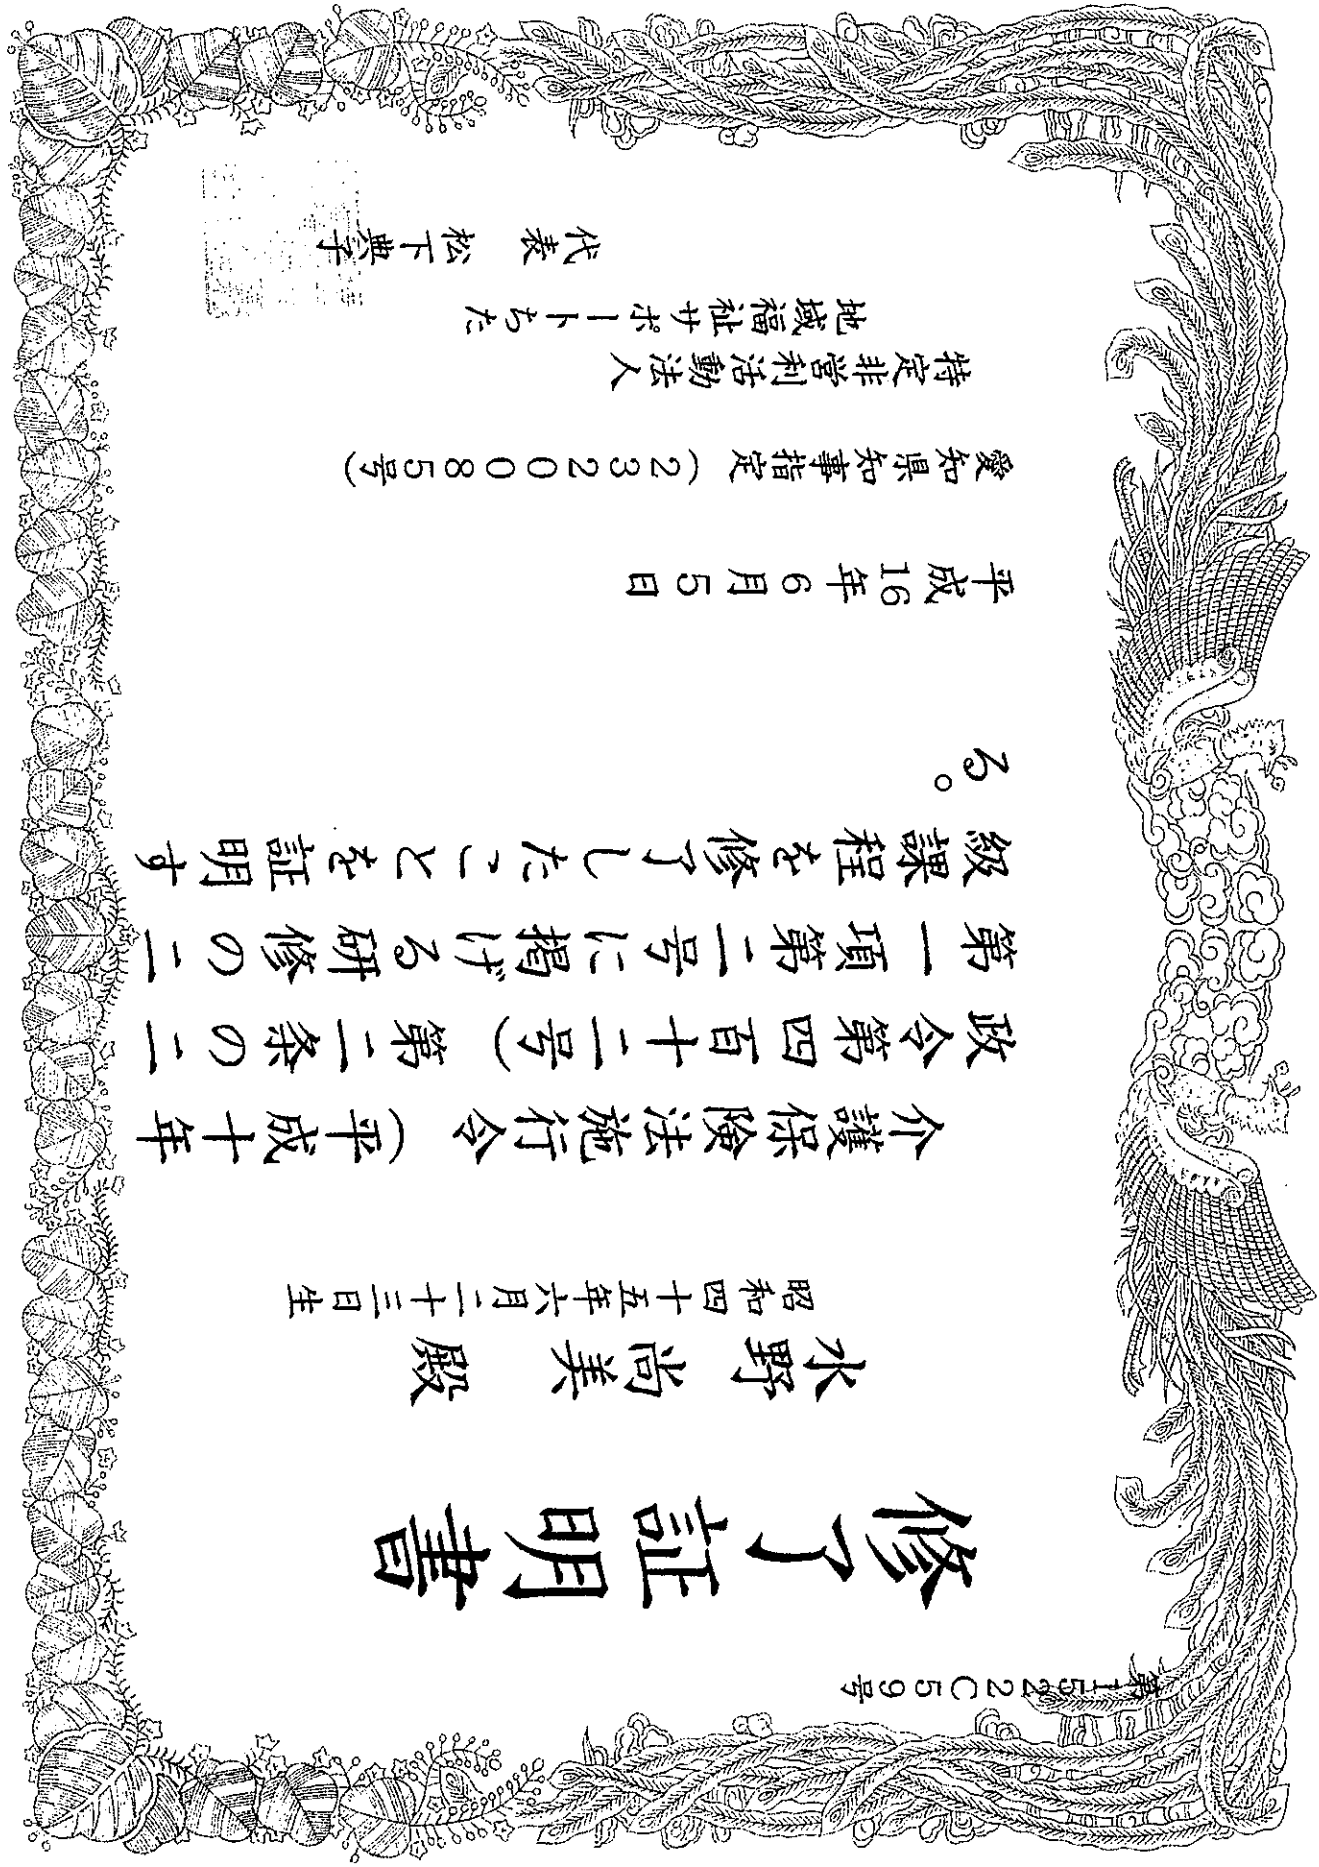 第1522C59号
修了証明書
水野 尚美 殿
昭和四十五年六月二十三日生
介護保険法施行令（平成十年
政令第四百十二号）第二条の二
第一項第二号に掲げる研修の二
級課程を修了したことを証明す
る。
平成16年6月5日
愛知県知事指定（2320085号）
特定非営利活動法人
地域福祉サポートちた
代表 松下典子